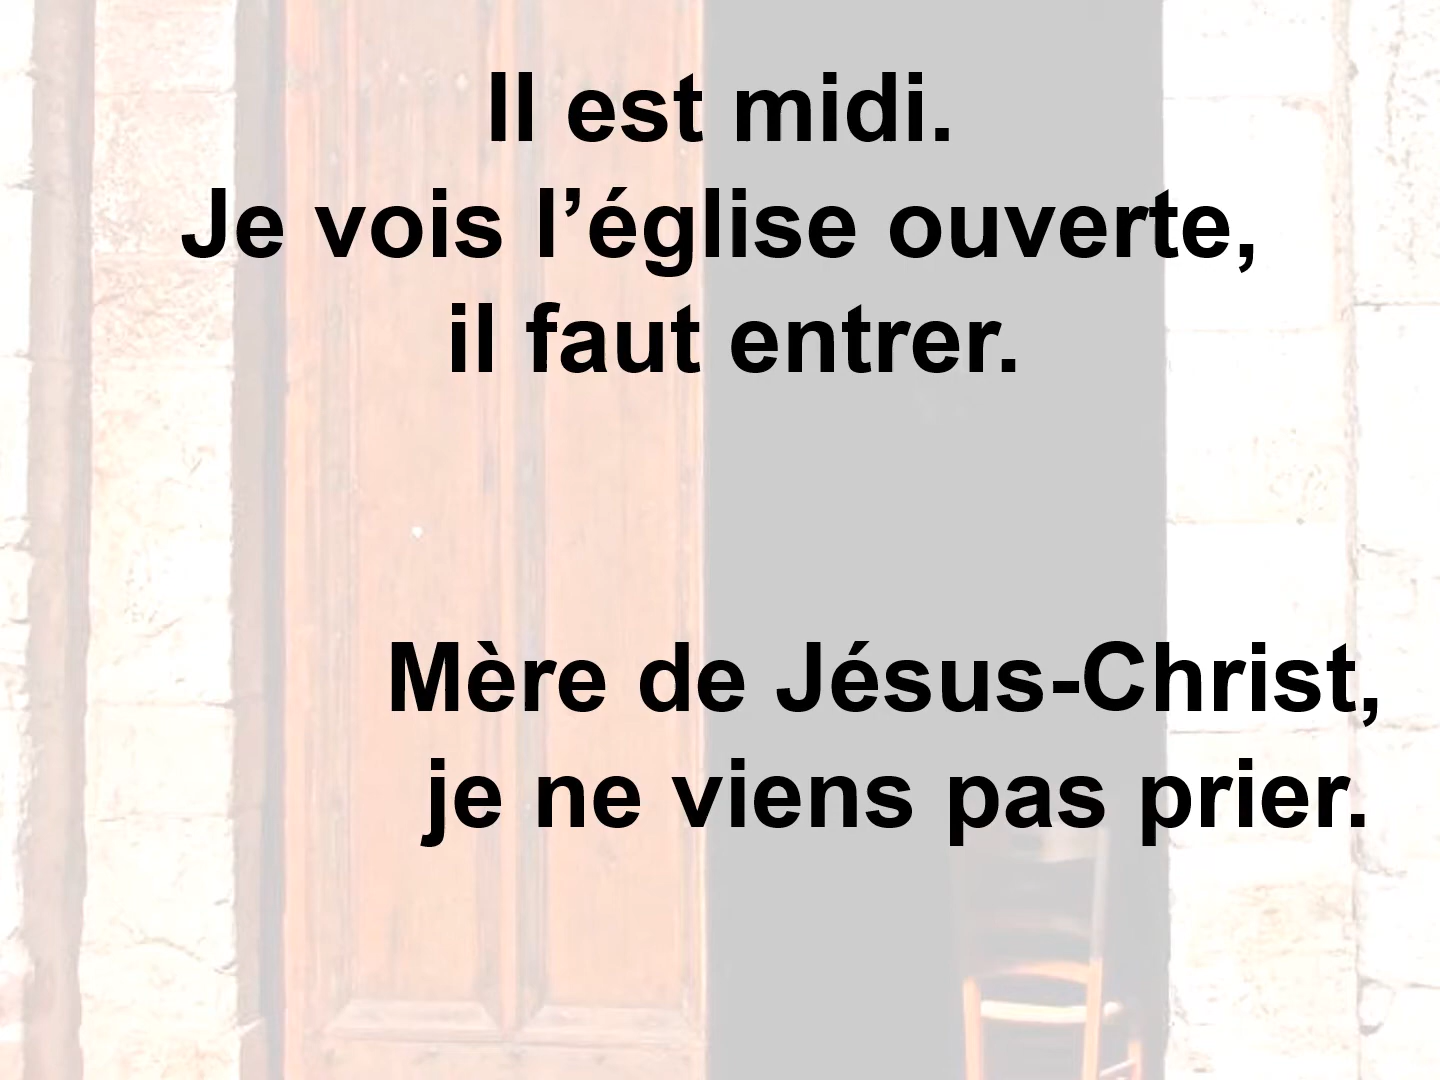 Il est midi.
Je vois l’église ouverte,
il faut entrer.
Mère de Jésus-Christ,
je ne viens pas prier.